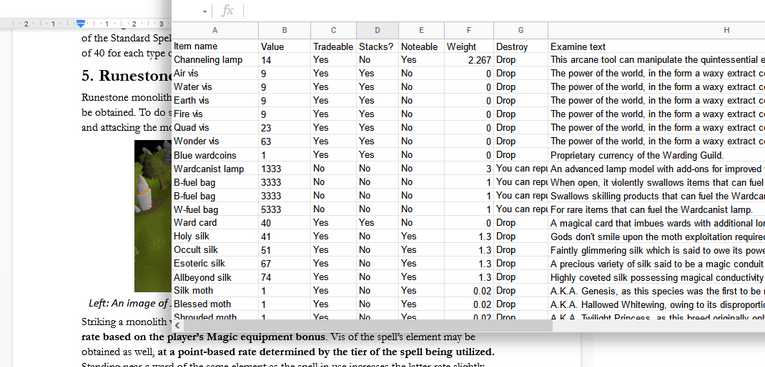 2 1 1 2 3
of the Standard Spel
of 40 for each type o
5. Runestone
Runestone monolith
be obtained. To do s
and attacking the mo
Left: An image of
Striking a monolith
rate based on the player's Magic equipment bonus. Vis of the spell's element may be
obtained as well, at a point-based rate determined by the tier of the spell being utilized.
Standing near a ward of the same element as the spell in use increases the latter rate slightly
fx
A B C D E F G H
Item name Value Tradeable Stacks? Noteable Weight Destroy Examine text
Channeling lamp 14 Yes No Yes 2.267 Drop This arcane tool can manipulate the quintessential e
Air vis 9 Yes Yes No 0 Drop The power of the world, in the form a waxy extract c
Water vis 9 Yes Yes No 0 Drop The power of the world, in the form a waxy extract c
Earth vis 9 Yes Yes No 0 Drop The power of the world, in the form a waxy extract c
Fire vis 9 Yes Yes No 0 Drop The power of the world, in the form a waxy extract c
Quad vis 23 Yes Yes No 0 Drop The power of the world, in the form a waxy extract c
Wonder vis 63 Yes Yes No 0 Drop The power of the world, in the form a waxy extract c
Blue wardcoins 1 Yes Yes No 0 Drop Proprietary currency of the Warding Guild.
Wardcanist lamp 1333 No No No 3 You can repu An advanced lamp model with add-ons for improved
B-fuel bag 3333 No No No 1 You can repu When open, it violently swallows items that can fuel
B-fuel bag 3333 No No No 1 You can repu Swallows skilling products that can fuel the Wardca
W-fuel bag 5333 No No No 1 You can repu For rare items that can fuel the Wardcanist lamp.
Ward card 40 Yes Yes No 0 Drop A magical card that imbues wards with additional lon
Holy silk 41 Yes No Yes 1.3 Drop Gods don't smile upon the moth exploitation require
Occult silk 51 Yes No Yes 1.3 Drop Faintly glimmering silk which is said to owe its powe
Esoteric silk 67 Yes No Yes 1.3 Drop A precious variety of silk said to be a magic conduit
Allbeyond silk 74 Yes No Yes 1.3 Drop Highly coveted silk possessing magical conductivity
Silk moth 1 Yes No Yes 0.02 Drop A.K.A. Genesis, as this species was the first to be
Blessed moth 1 Yes No Yes 0.02 Drop A.K.A. Hallowed Whitewing, owing to its disproportio
Shrouded moth 1 Yes No Yes 0.02 Drop A.K.A. Twilight Princess, as this breed originally onl